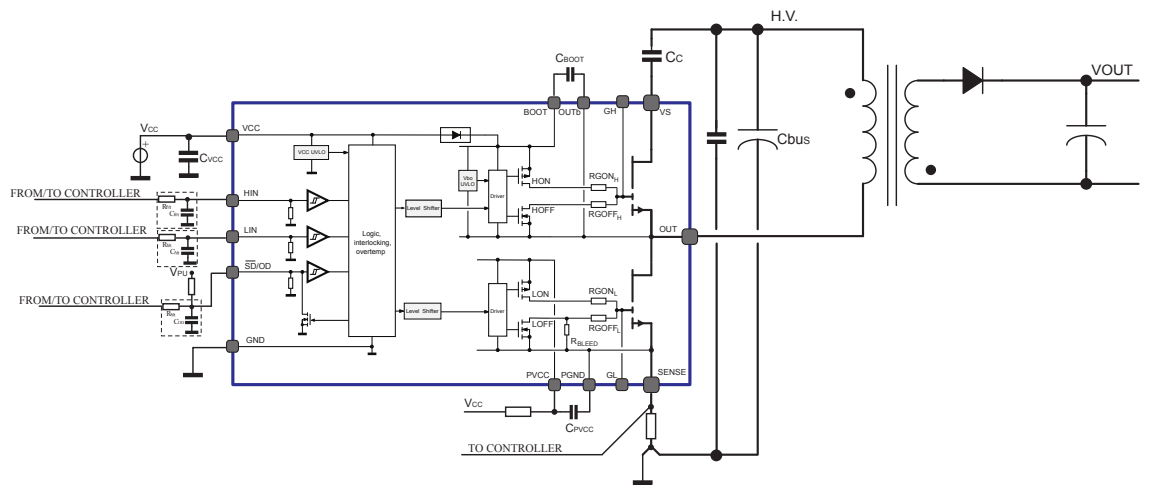 H.V.
CC
CBOOT
VOUT
BOOT
OUTb
GH
VS
VCC
VCC
Cbus
CVCC
VCC UVLO
RGONH
HON
Vbo
UVLO
FROM/TO CONTROLLER
HIN
Driver
Level Shifter
HOFF
RGOFFH
OUT
FROM/TO CONTROLLER
LIN
Logic,
interlocking,
overtemp
VPU
SD/OD
FROM/TO CONTROLLER
LON
RGONL
Level Shifter
Driver
LOFF
RGOFFL
RBLEED
GND
PVCC
PGND
GL
SENSE
VCC
CPVCC
TO CONTROLLER